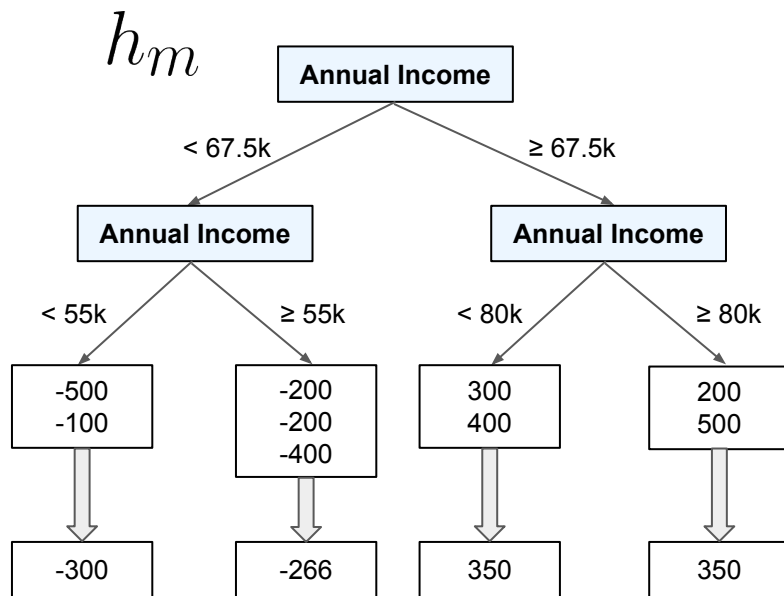 h_m
Annual Income
< 67.5k
≥ 67.5k
Annual Income
Annual Income
< 55k
≥ 55k
< 80k
≥ 80k
-500
-100
-200
-200
-400
300
400
200
500
-300
-266
350
350